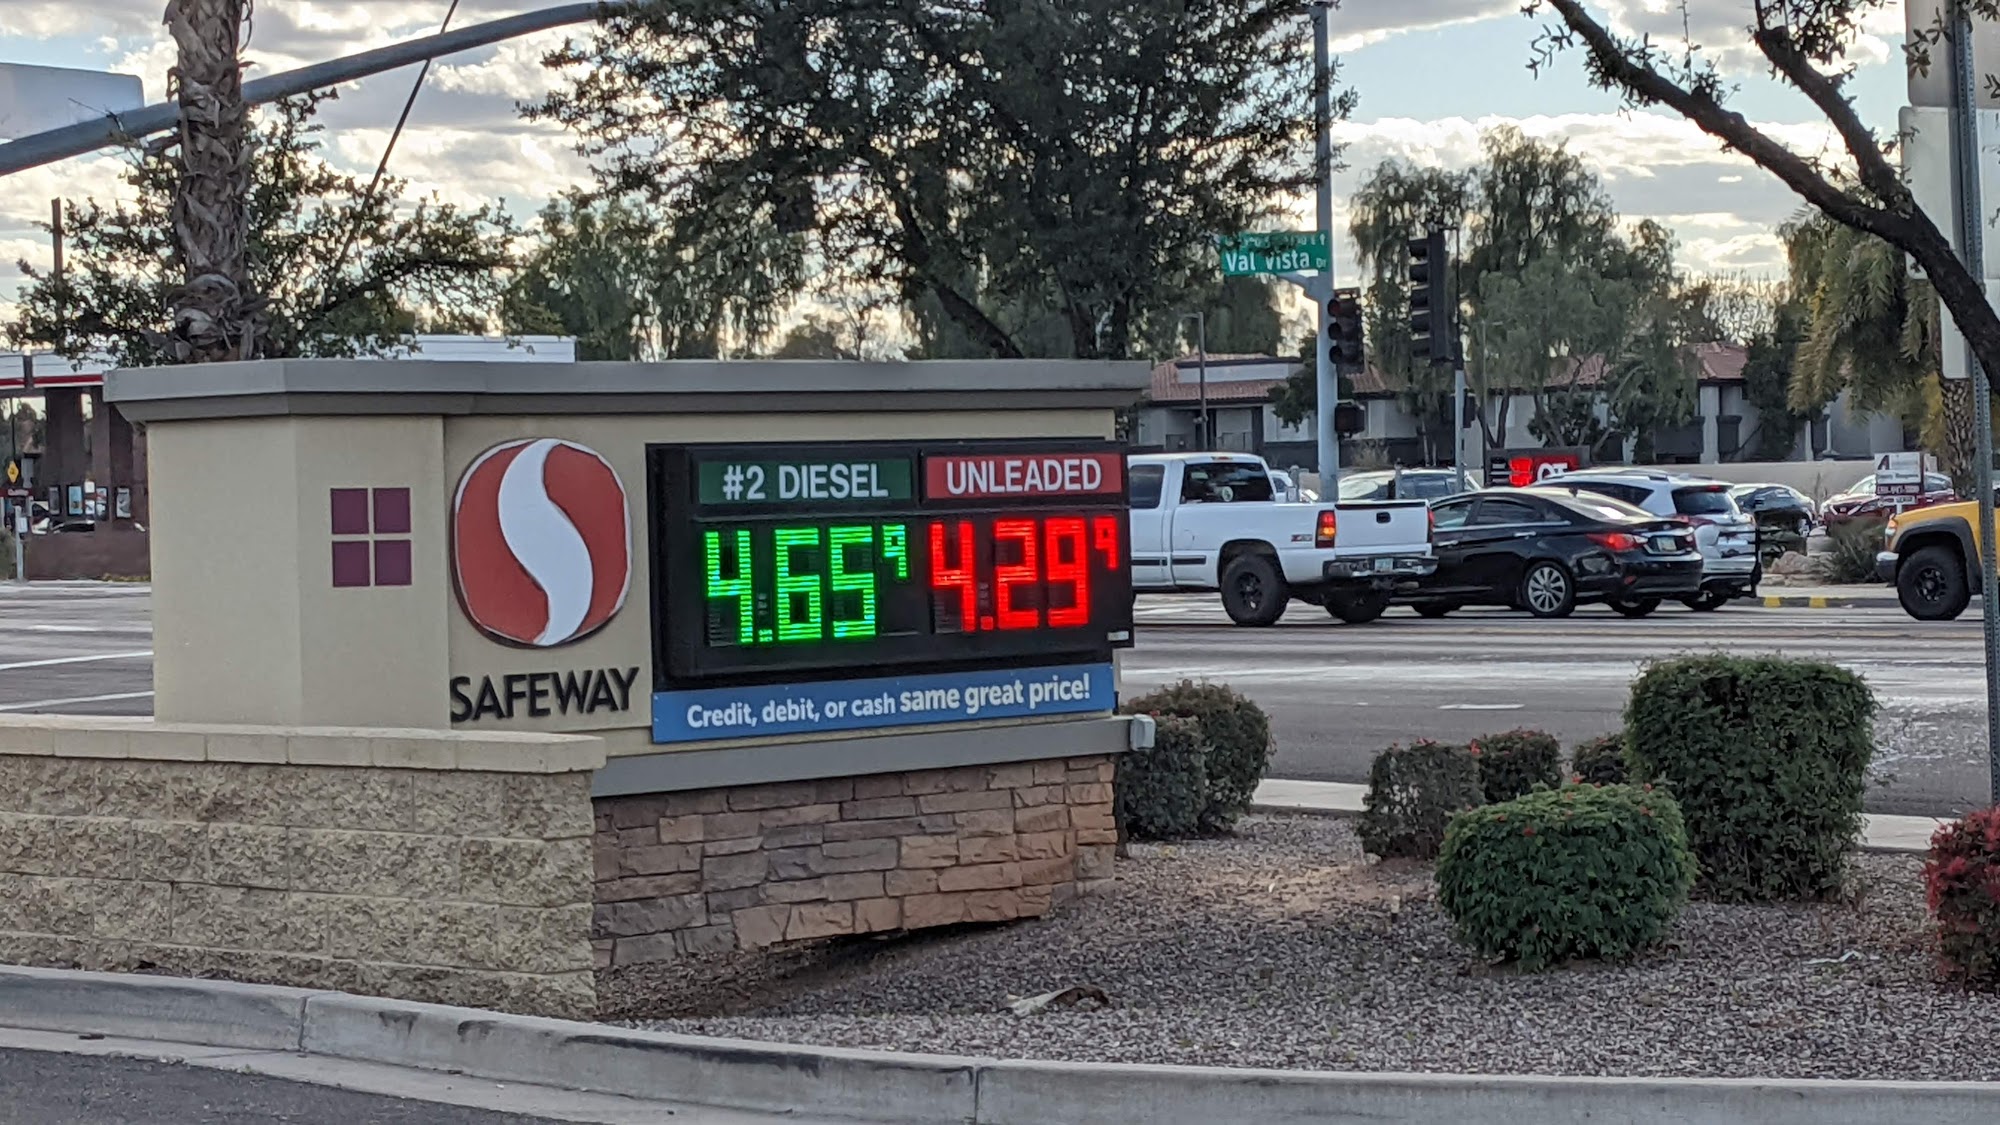 Val Vista Dr
#2 DIESEL
UNLEADED
4.65⁹
4.29⁹
SAFEWAY
Credit, debit, or cash same great price!